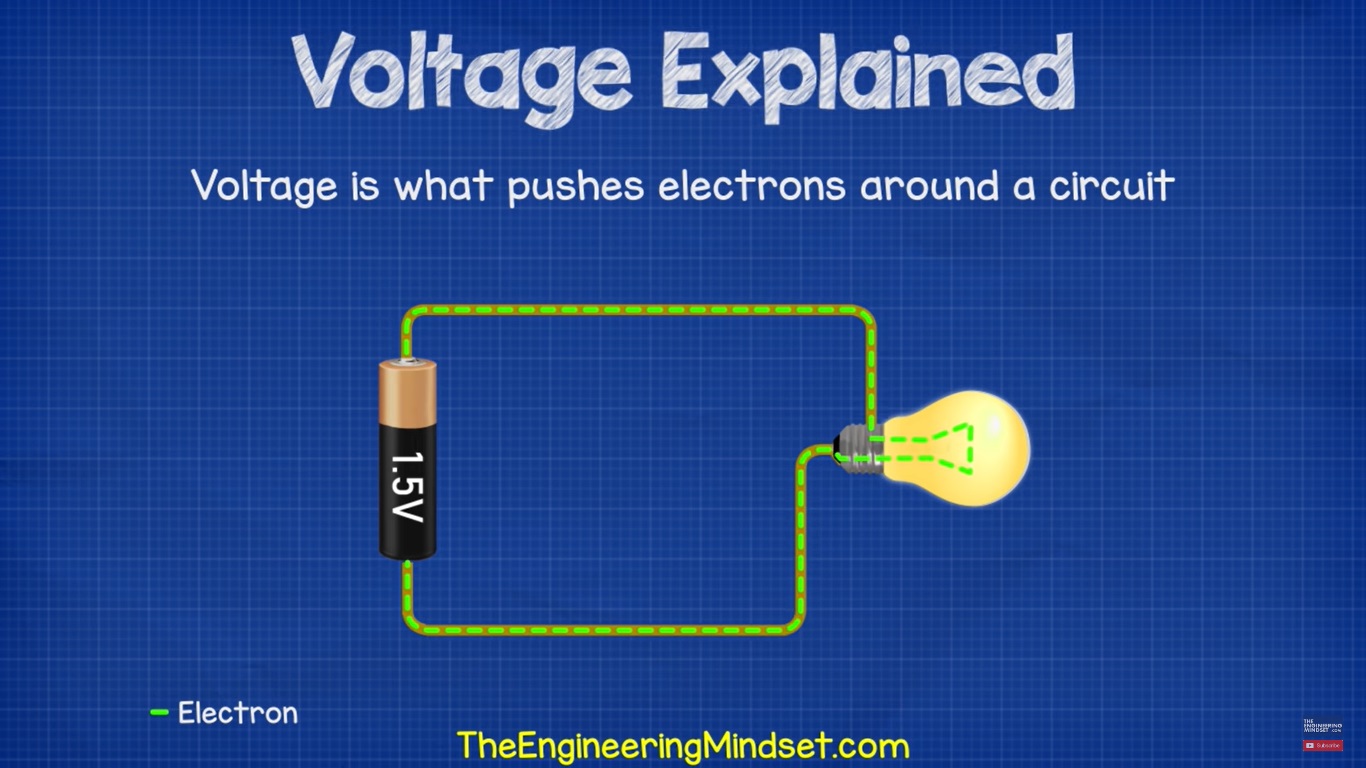 Voltage Explained
Voltage is what pushes electrons around a circuit
1.5V
Electron
TheEngineeringMindset.com
THE
ENGINEERING
MINDSET.COM
Subscribe